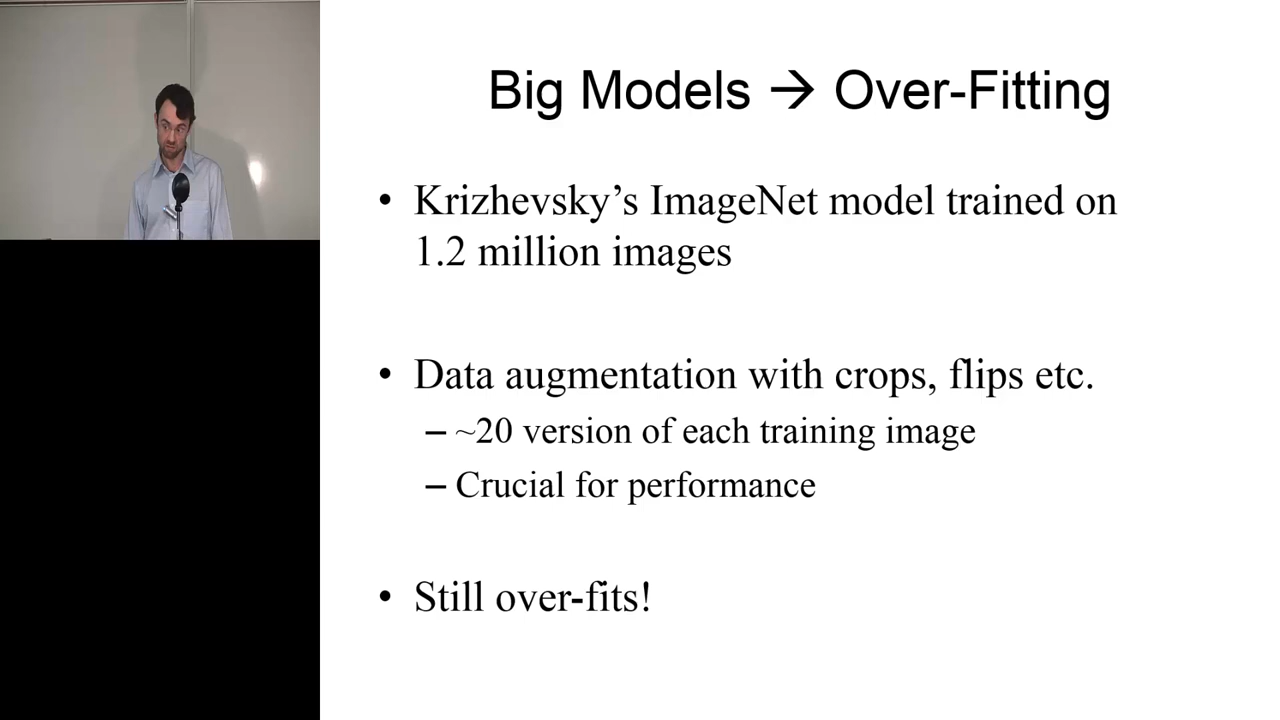 Big Models → Over-Fitting
• Krizhevsky’s ImageNet model trained on
1.2 million images
• Data augmentation with crops, flips etc.
– ~20 version of each training image
– Crucial for performance
• Still over-fits!